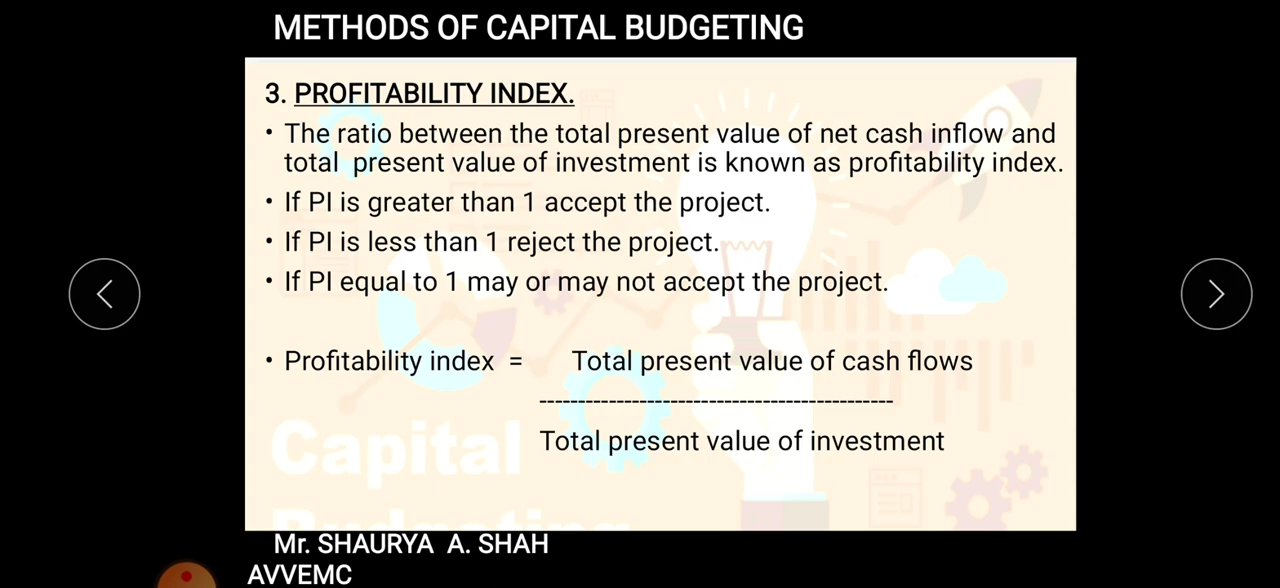 METHODS OF CAPITAL BUDGETING
3. PROFITABILITY INDEX.
• The ratio between the total present value of net cash inflow and
total present value of investment is known as profitability index.
• If PI is greater than 1 accept the project.
• If PI is less than 1 reject the project.
• If PI equal to 1 may or may not accept the project.
• Profitability index = Total present value of cash flows
----------------------------------------------
Total present value of investment
Capital
Budgeting
Mr. SHAURYA A. SHAH
AVVEMC